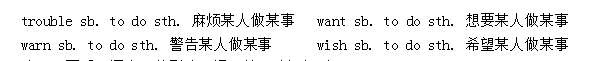 trouble sb. to do sth. 麻烦某人做某事 want sb. to do sth. 想要某人做某事
warn sb. to do sth. 警告某人做某事 wish sb. to do sth. 希望某人做某事